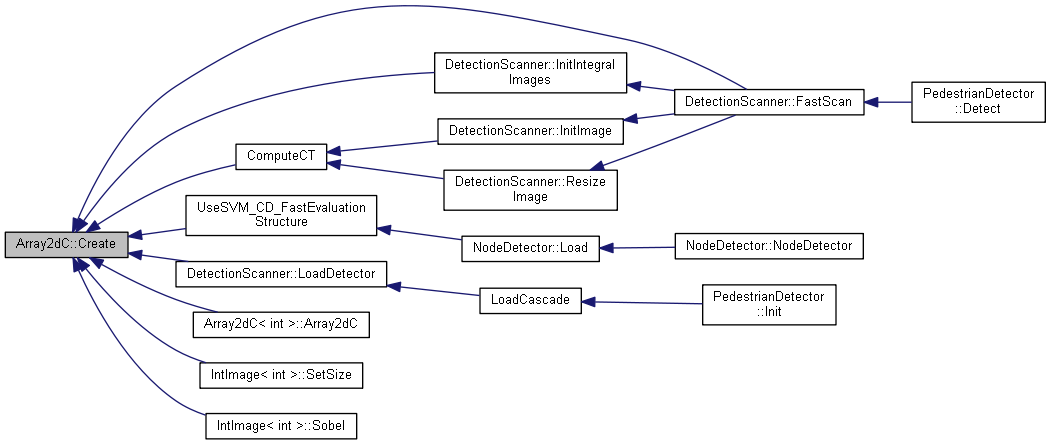 DetectionScanner::InitIntegral
Images
DetectionScanner::FastScan
PedestrianDetector
::Detect
DetectionScanner::InitImage
ComputeCT
DetectionScanner::Resize
Image
UseSVM_CD_FastEvaluation
Structure
Array2dC::Create
NodeDetector::Load
NodeDetector::NodeDetector
DetectionScanner::LoadDetector
LoadCascade
PedestrianDetector
::Init
Array2dC< int >::Array2dC
IntImage< int >::SetSize
IntImage< int >::Sobel